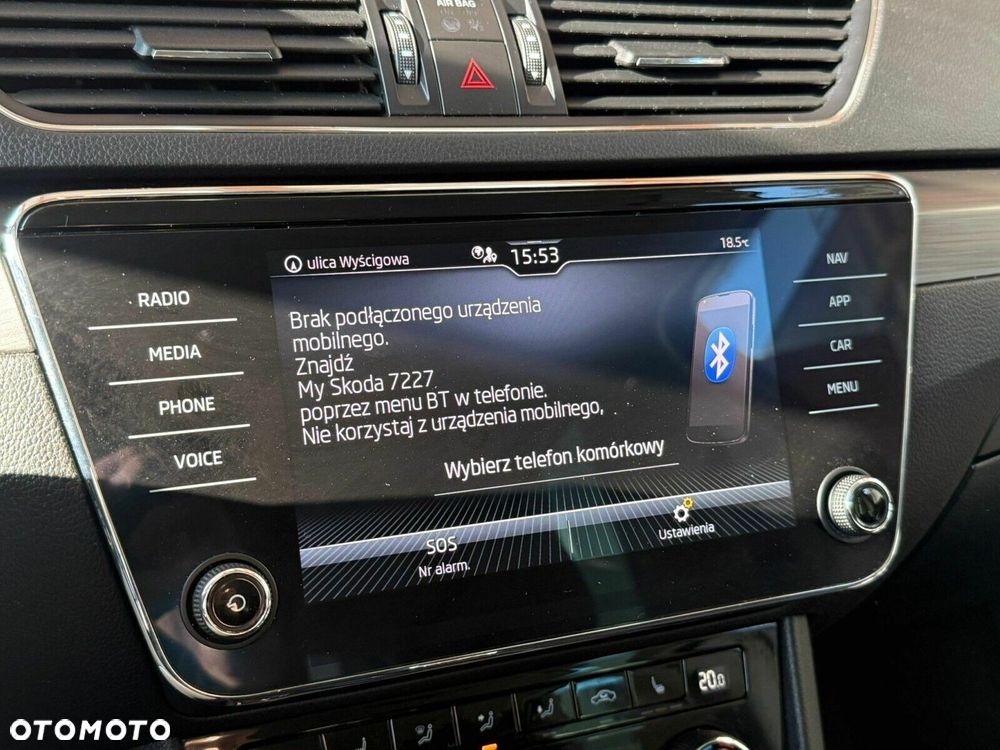 AIR BAG
ulica Wyścigowa
15:53
18.5°C
RADIO
MEDIA
PHONE
VOICE
Brak podłączonego urządzenia
mobilnego.
Znajdź
My Skoda 7227
poprzez menu BT w telefonie.
Nie korzystaj z urządzenia mobilnego,
Wybierz telefon komórkowy
SOS
Nr alarm.
Ustawienia
NAV
APP
CAR
MENU
20.0
OTOMOTO